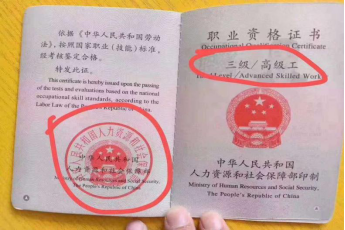 依据《中华人民共和国劳动
法》,按照国家职业(技能)标准,
经考核鉴定合格。
特发此证。
This certificate is hereby issued upon the passing
of the tests and evaluations based on the national
occupational skill standards, according to the
Labor Law of the People's Republic of China.
中华人民共和国
人力资源和社会保障部
Ministry of Human Resources and Social Security,
The People's Republic of China
职业资格证书
Occupational Qualification Certificate
三级/高级工
Level/Advanced Skilled
中华人民共和国
人力资源和社会保障部印制
Ministry of Human Resources and Social Security,
The People's Republic of China